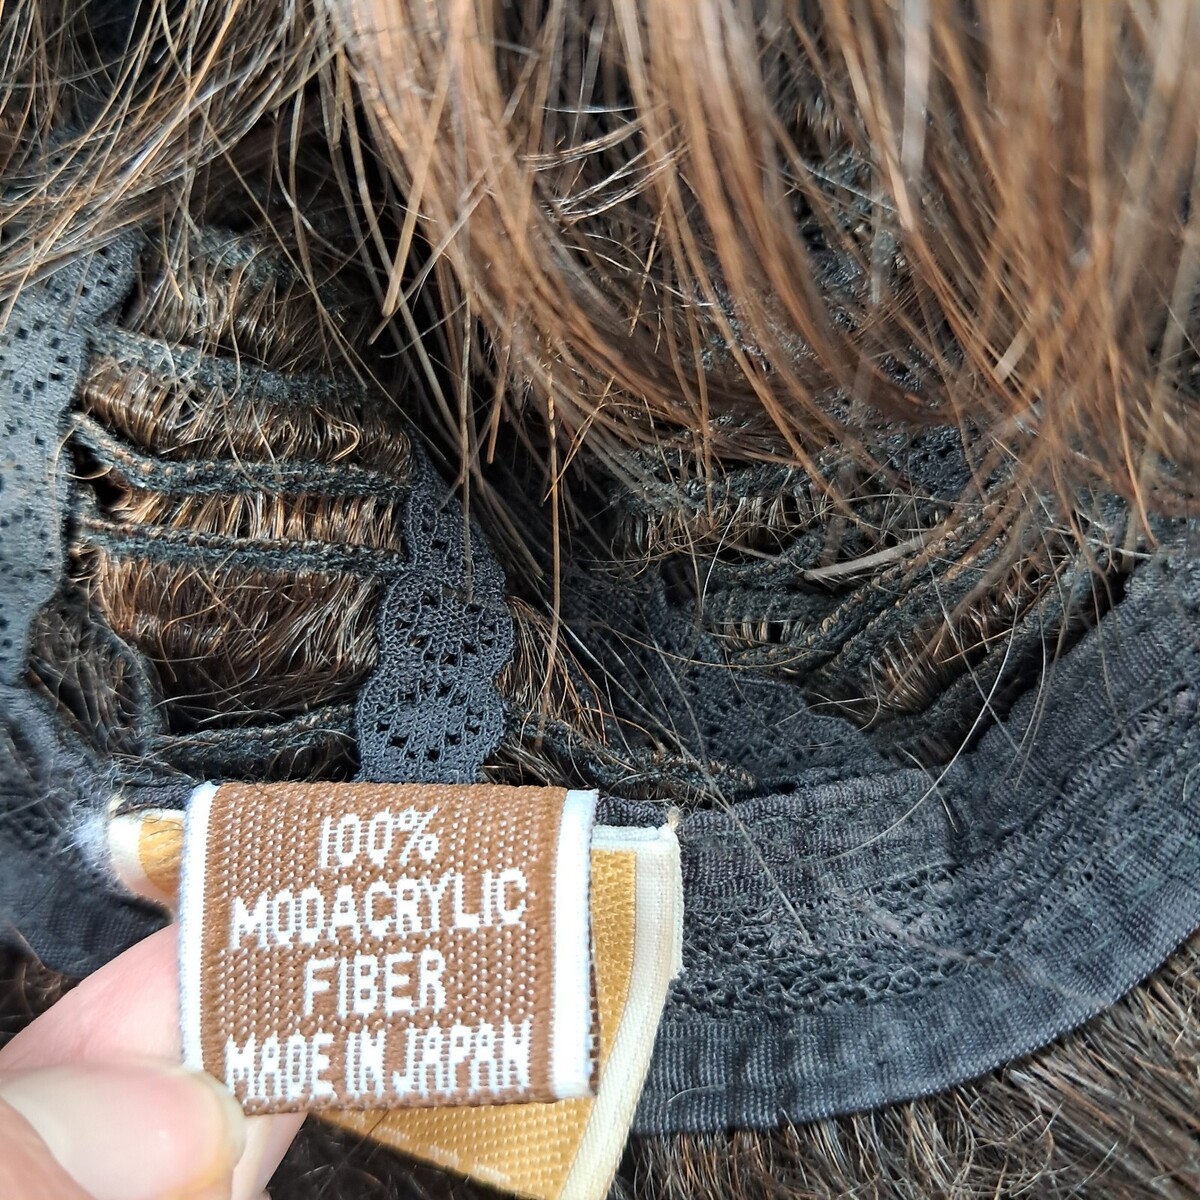 100%
MODACRYLIC
FIBER
MADE IN JAPAN